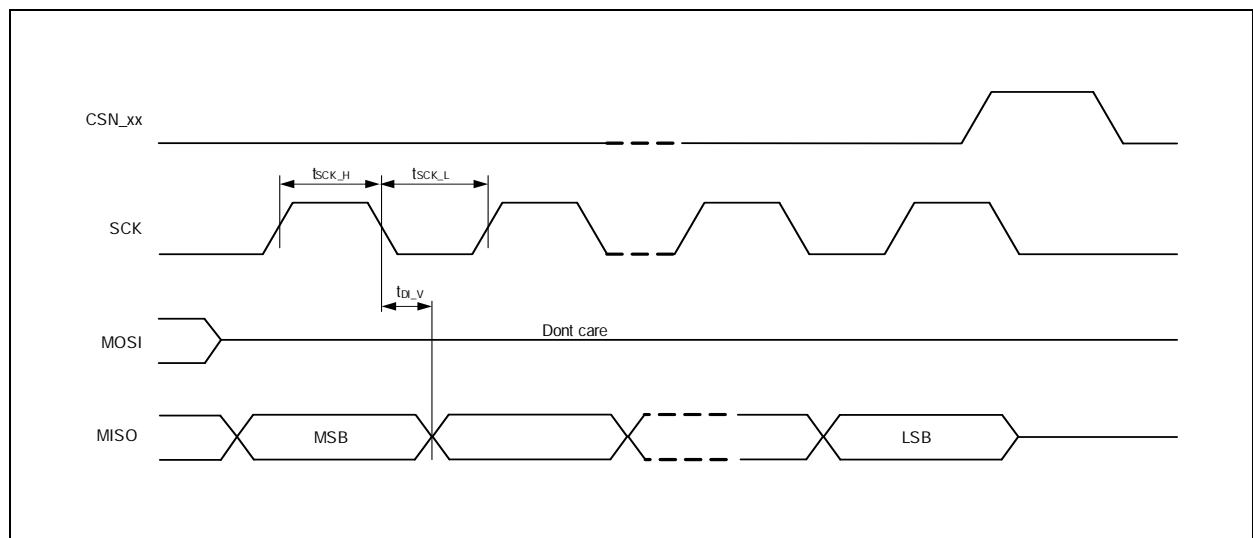 CSN_xx
tSCK_H
tSCK_L
SCK
tDI_V
Dont care
MOSI
MISO
MSB
LSB